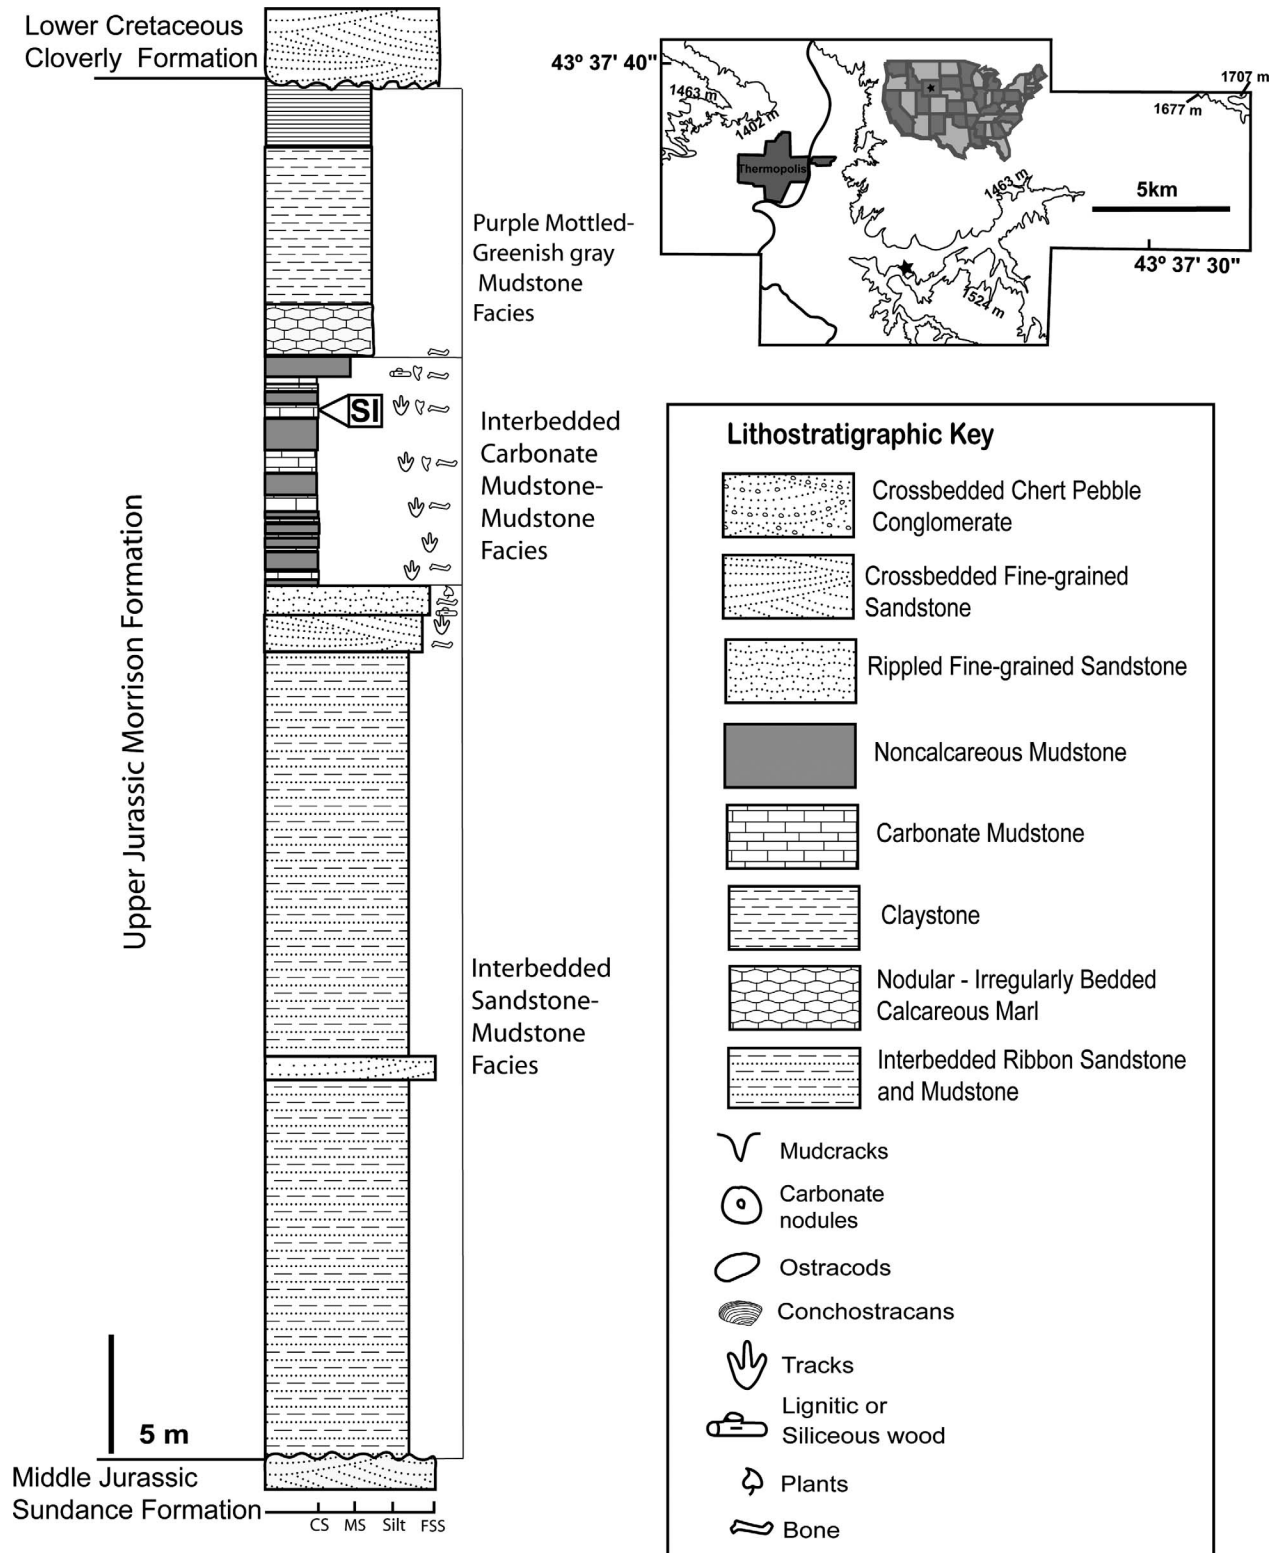 Lower Cretaceous
Cloverly Formation
Upper Jurassic Morrison Formation
Purple Mottled-
Greenish gray
Mudstone
Facies
SI
Interbedded
Carbonate
Mudstone-
Mudstone
Facies
Interbedded
Sandstone-
Mudstone
Facies
5 m
Middle Jurassic
Sundance Formation
CS MS Silt FSS
43º 37' 40"
1463 m
1402 m
Thermopolis
1707 m
1677 m
1463 m
5km
43º 37' 30"
1524 m
Lithostratigraphic Key
Crossbedded Chert Pebble
Conglomerate
Crossbedded Fine-grained
Sandstone
Rippled Fine-grained Sandstone
Noncalcareous Mudstone
Carbonate Mudstone
Claystone
Nodular - Irregularly Bedded
Calcareous Marl
Interbedded Ribbon Sandstone
and Mudstone
Mudcracks
Carbonate
nodules
Ostracods
Conchostracans
Tracks
Lignitic or
Siliceous wood
Plants
Bone